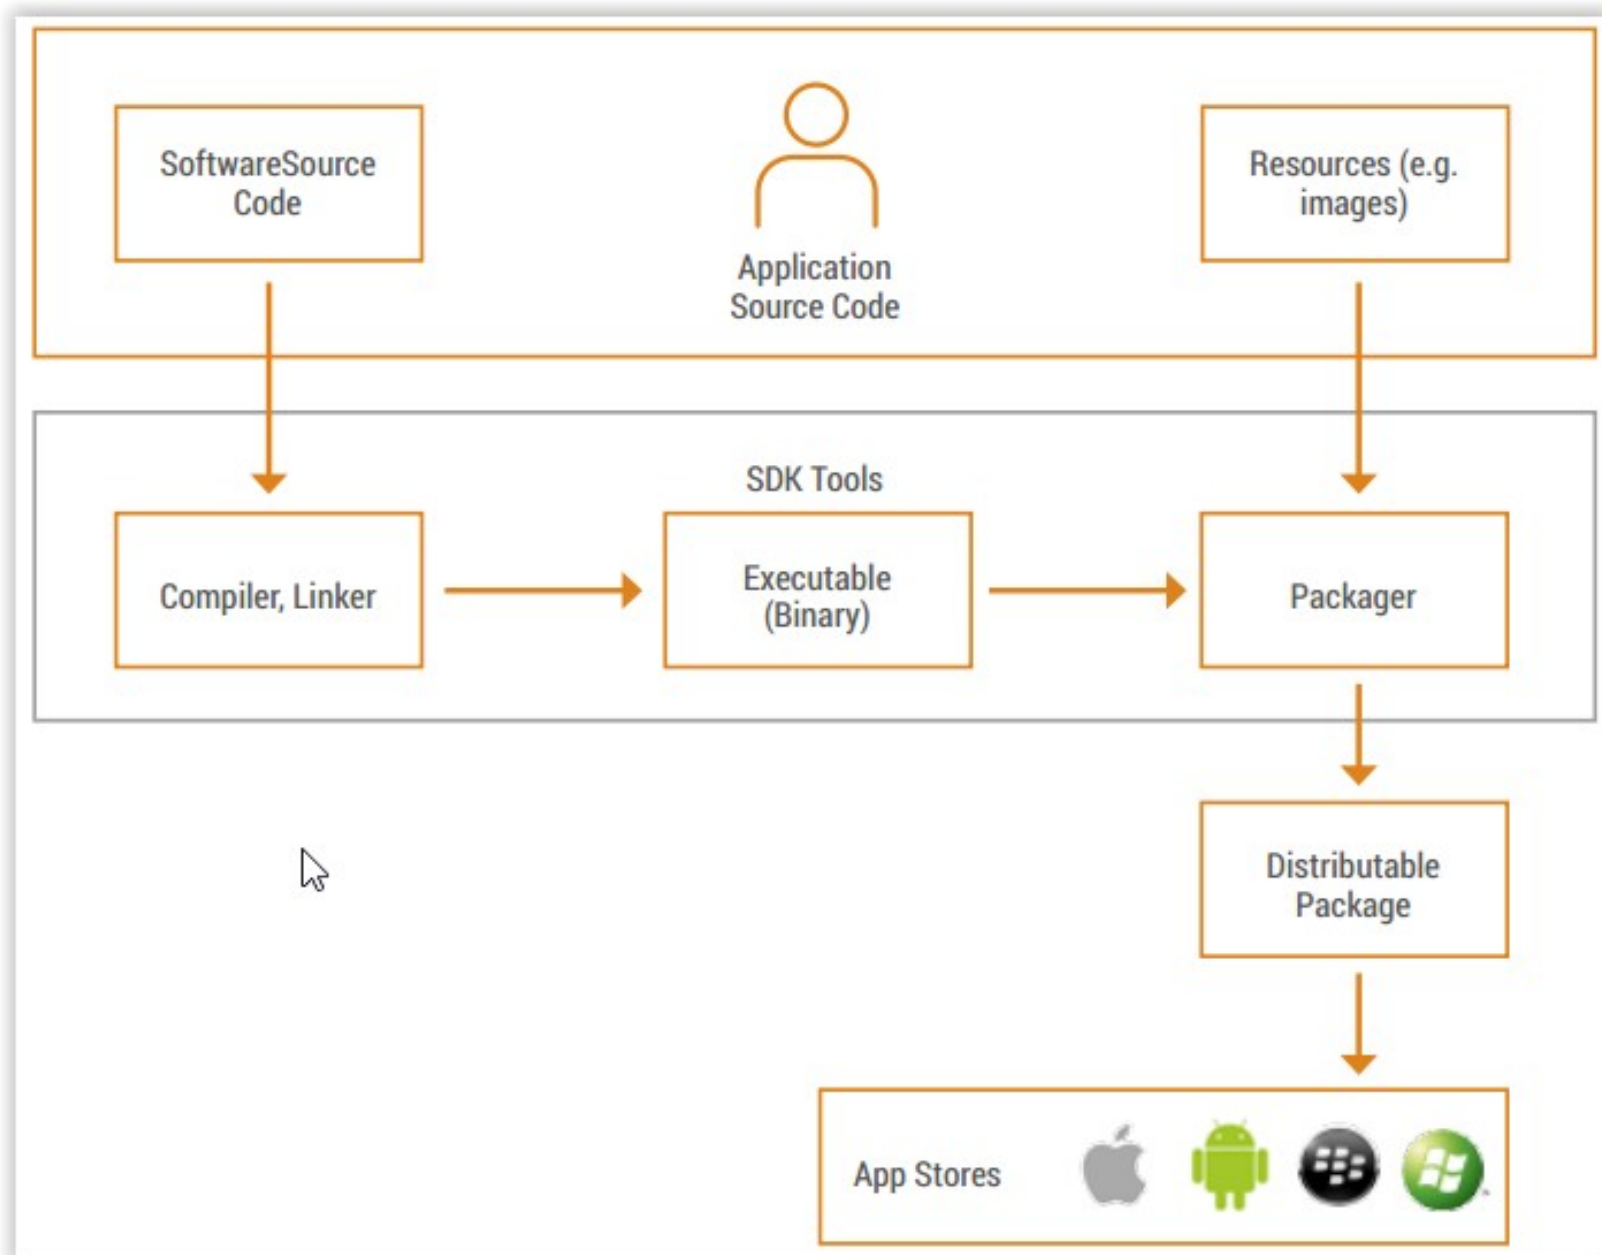 SoftwareSource
Code
Application
Source Code
Resources (e.g.
images)
SDK Tools
Compiler, Linker
Executable
(Binary)
Packager
Distributable
Package
App Stores